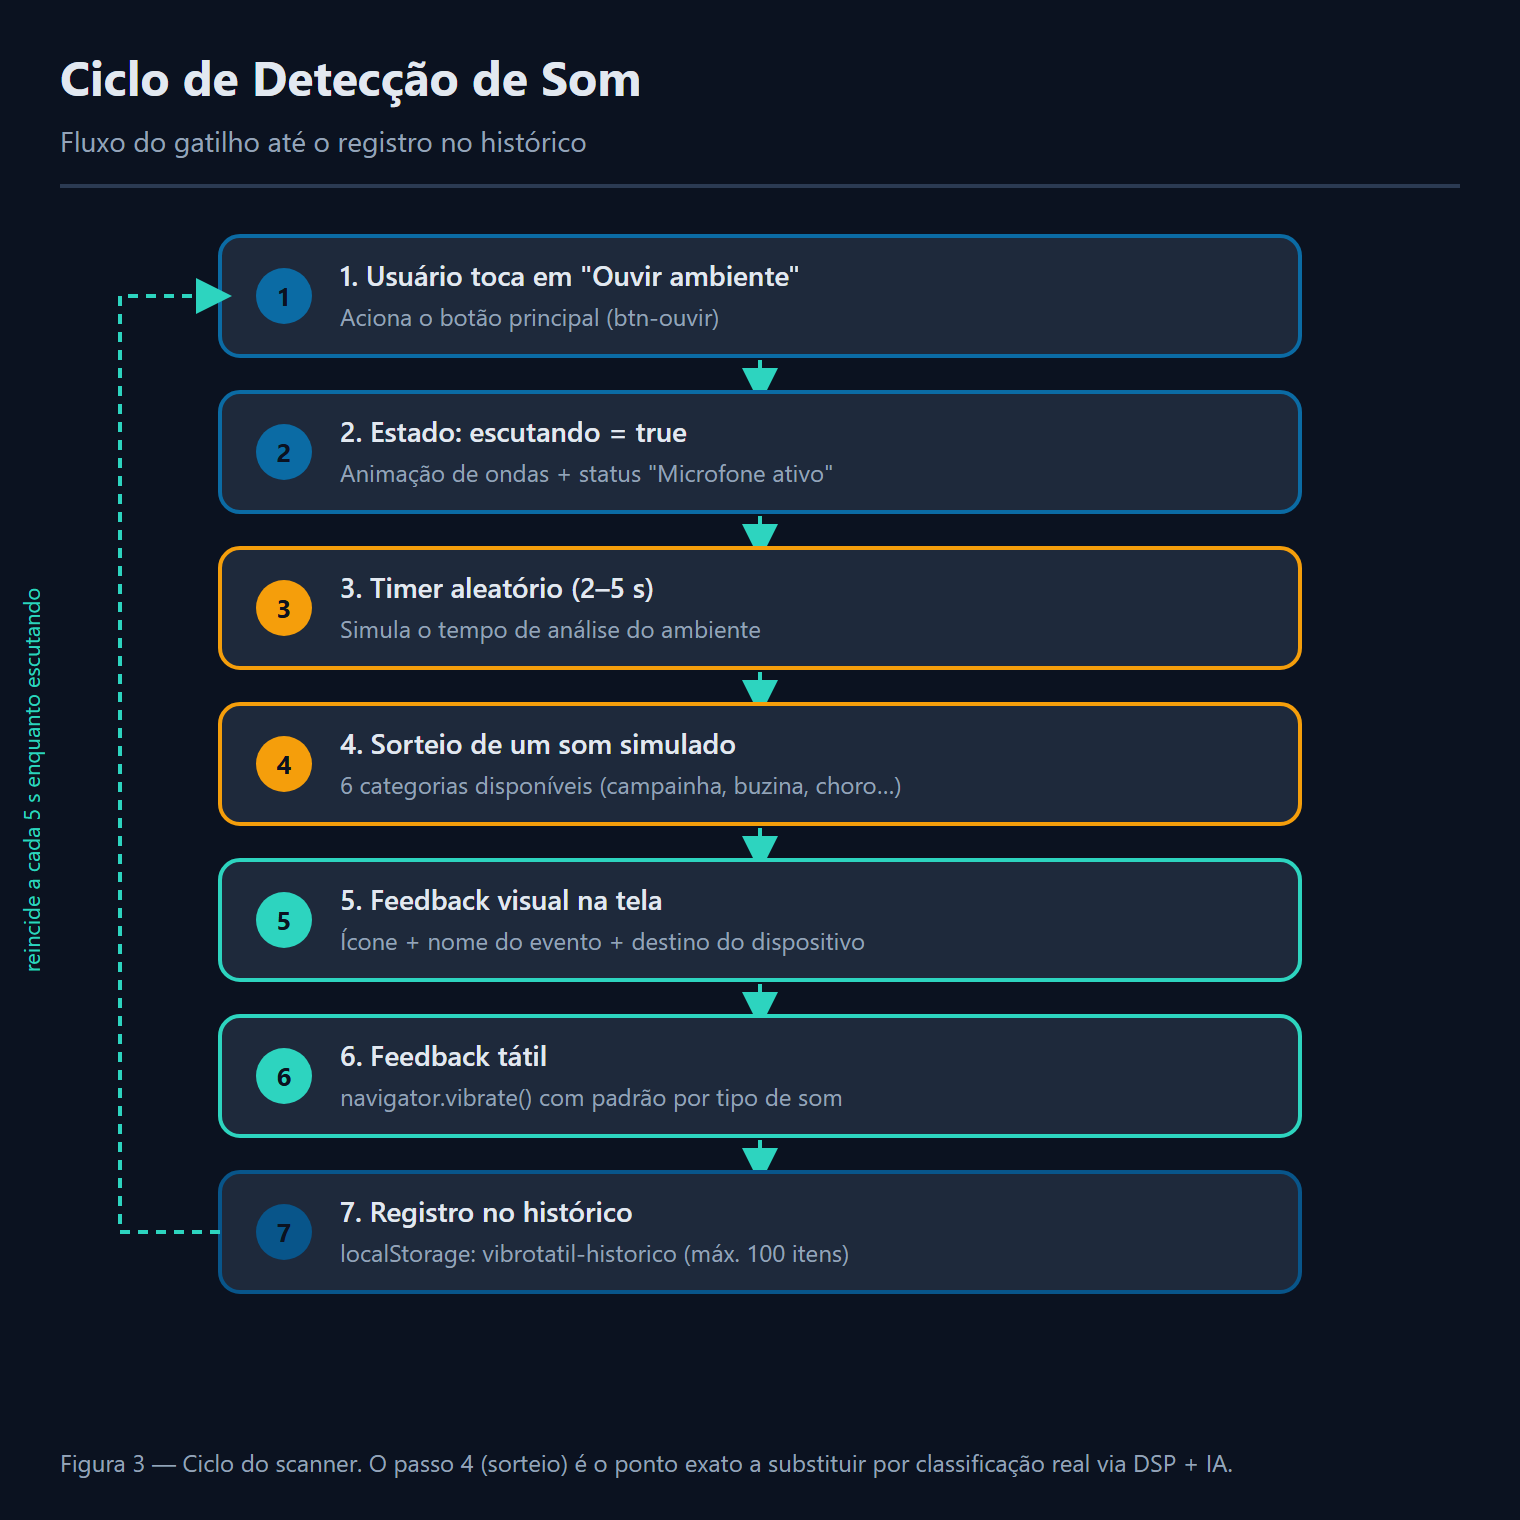 Ciclo de Detecção de Som
Fluxo do gatilho até o registro no histórico
1
1. Usuário toca em "Ouvir ambiente"
Aciona o botão principal (btn-ouvir)
2
2. Estado: escutando = true
Animação de ondas + status "Microfone ativo"
3
3. Timer aleatório (2–5 s)
Simula o tempo de análise do ambiente
4
4. Sorteio de um som simulado
6 categorias disponíveis (campainha, buzina, choro...)
5
5. Feedback visual na tela
Ícone + nome do evento + destino do dispositivo
6
6. Feedback tátil
navigator.vibrate() com padrão por tipo de som
7
7. Registro no histórico
localStorage: vibrotatil-historico (máx. 100 itens)
reincide a cada 5 s enquanto escutando
Figura 3 — Ciclo do scanner. O passo 4 (sorteio) é o ponto exato a substituir por classificação real via DSP + IA.